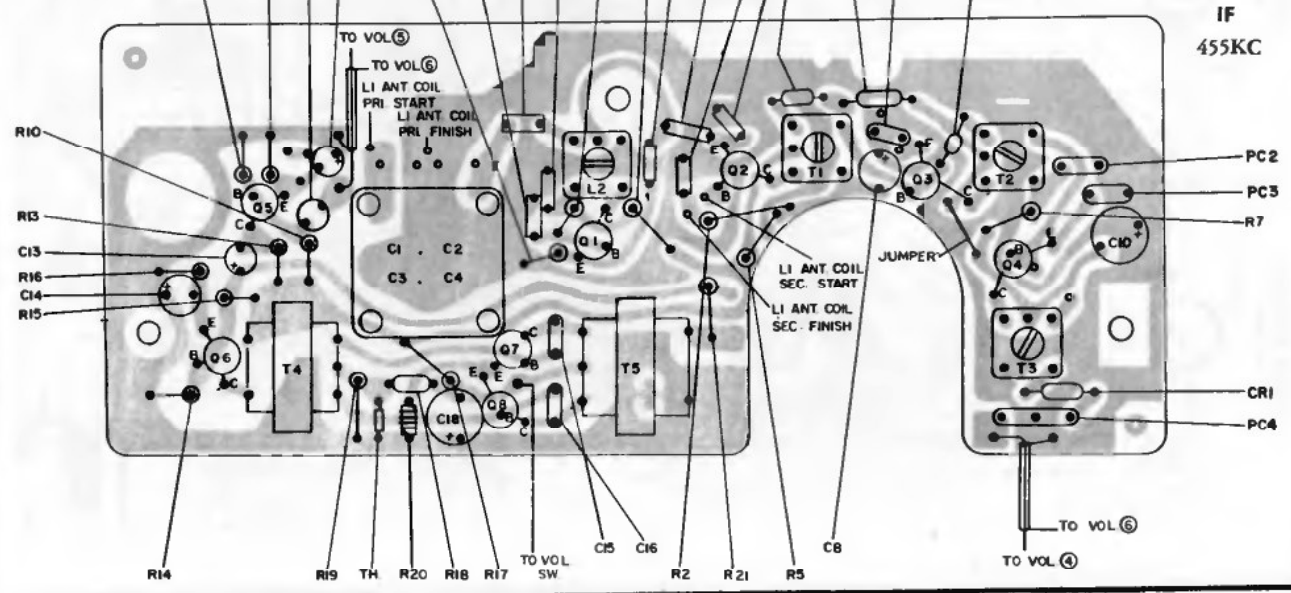 IF
455KC
TO VOL ⑤
TO VOL ⑥
L1 ANT. COIL
PRI. START
L1 ANT. COIL
PRI. FINISH
R10
R13
C13
R16
C14
R15
B
Q5
E
C
C1 . C2
C3 . C4
L2
Q1
C
E
B
E
Q2
C
B
T1
E
Q3
B
C
T2
PC2
PC3
R7
C10
JUMPER
E
B
Q4
C
L1 ANT. COIL
SEC. START
L1 ANT. COIL
SEC. FINISH
E
B
Q6
C
T4
Q7
C
B
E
E
Q8
B
C
C18
T5
T3
CR1
PC4
TO VOL ⑥
TO VOL ④
R14
R19
TH.
R20
R18
R17
TO VOL
SW.
C15
C16
R2
R21
R5
C8